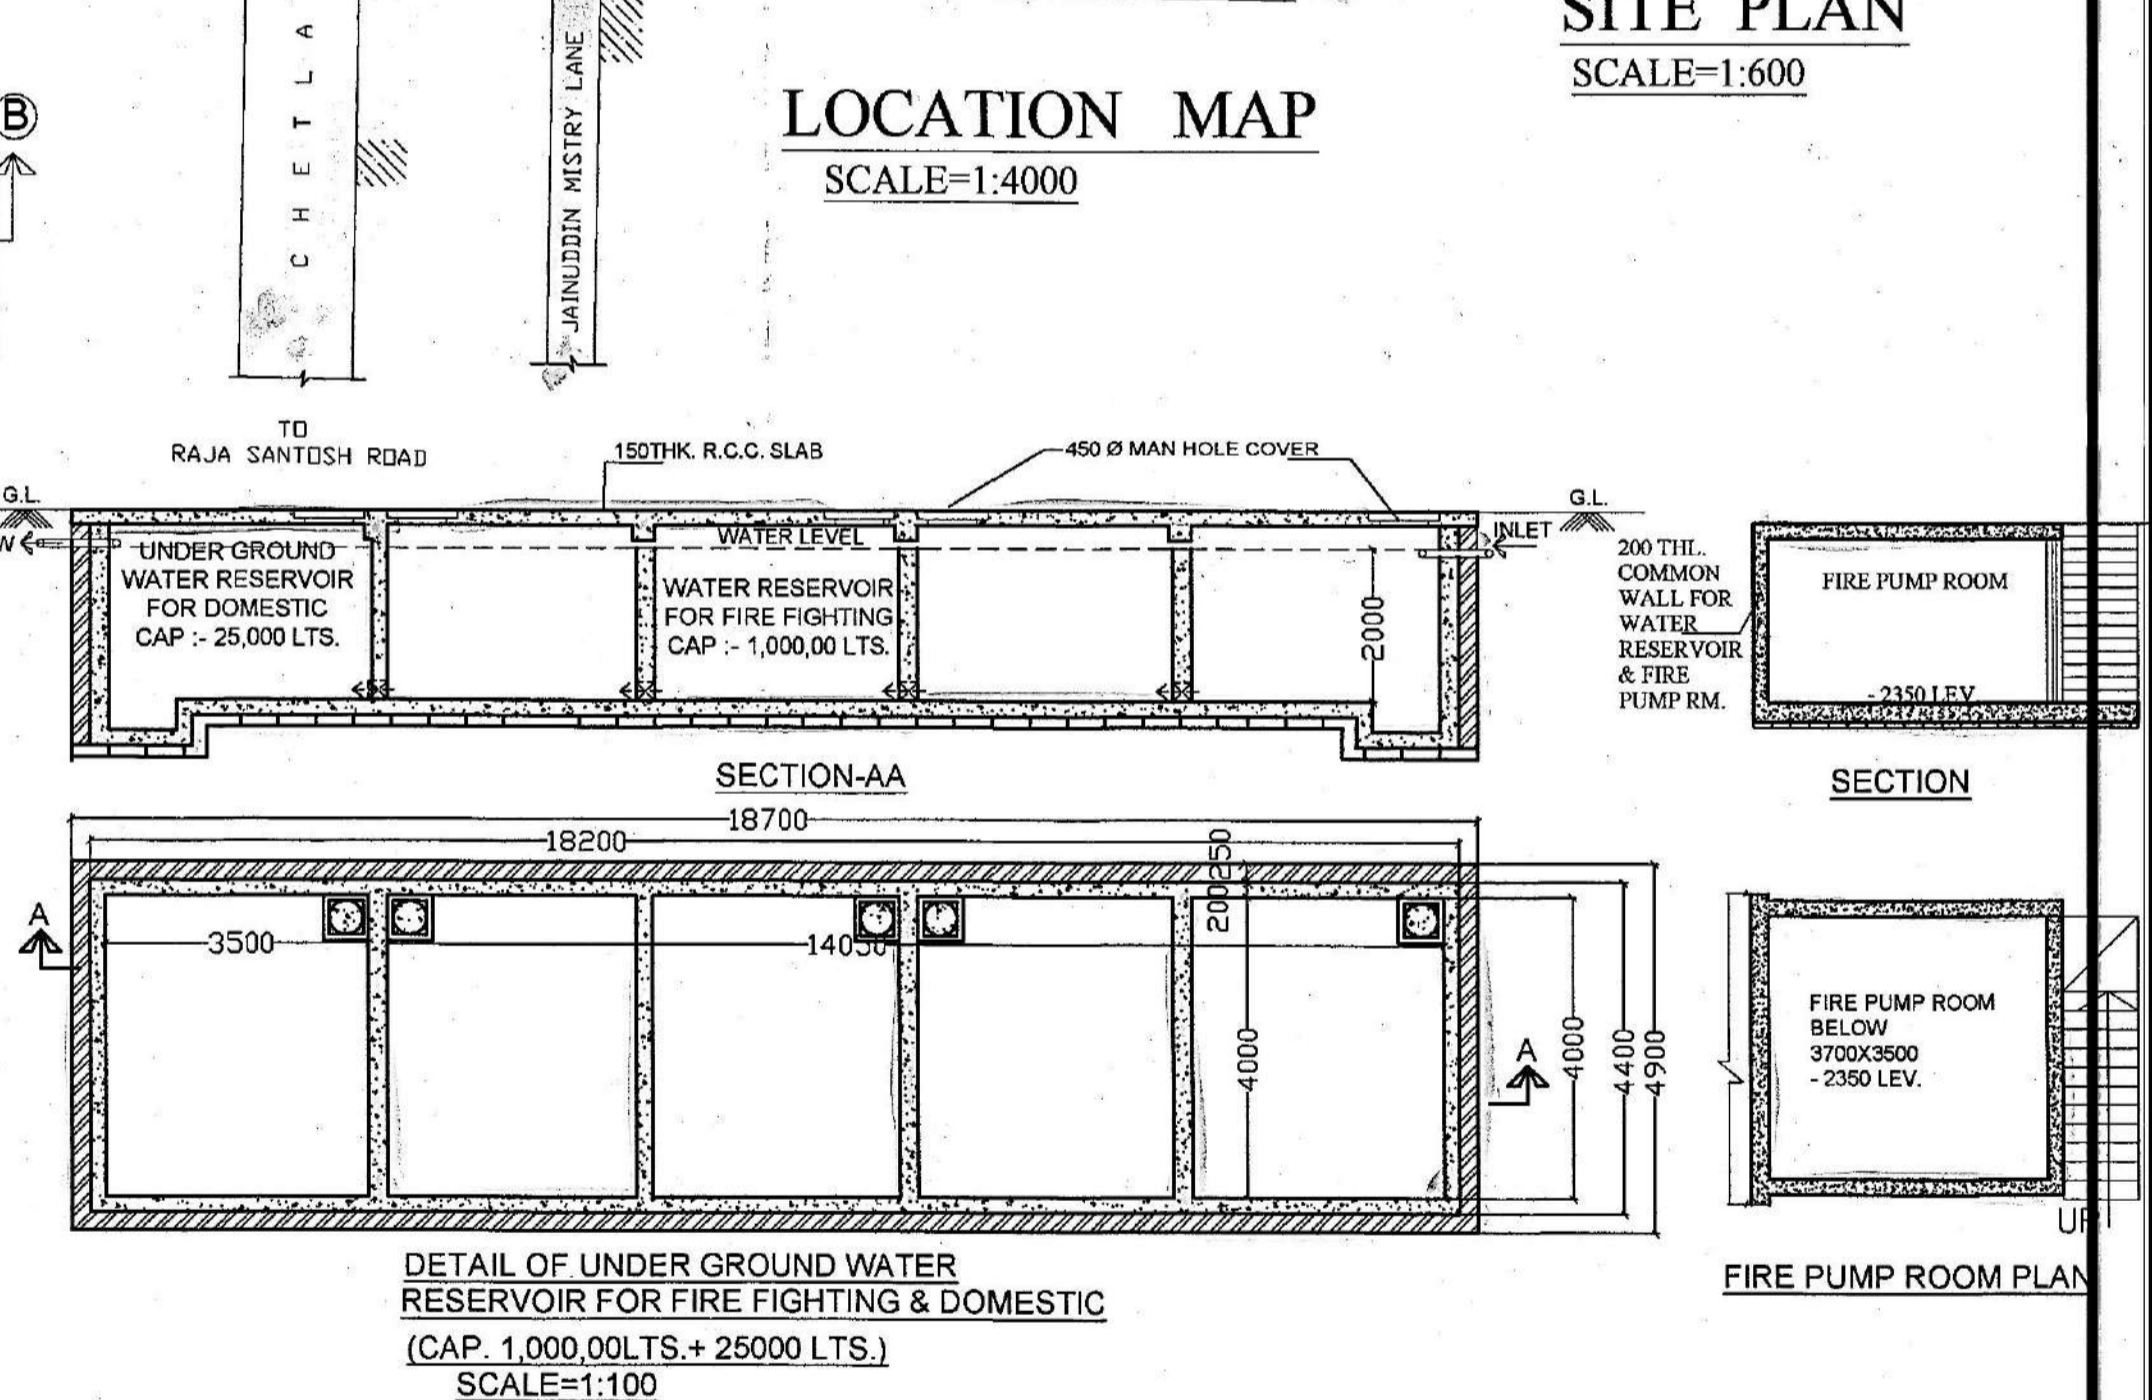 SITE PLAN
SCALE=1:600
LOCATION MAP
SCALE=1:4000
B
CHETLA
JAINUDDIN MISTRY LANE
TO
RAJA SANTOSH ROAD
150THK. R.C.C. SLAB
450 Ø MAN HOLE COVER
G.L.
G.L.
INLET
WATER LEVEL
UNDER GROUND
WATER RESERVOIR
FOR DOMESTIC
CAP :- 25,000 LTS.
WATER RESERVOIR
FOR FIRE FIGHTING
CAP :- 1,000,00 LTS.
2000
200 THL.
COMMON
WALL FOR
WATER
RESERVOIR
& FIRE
PUMP RM.
FIRE PUMP ROOM
- 2350 LEV
SECTION-AA
SECTION
18700
18200
200
250
A
3500
14050
4000
4000
4400
4900
A
FIRE PUMP ROOM
BELOW
3700X3500
- 2350 LEV.
UP
FIRE PUMP ROOM PLAN
DETAIL OF UNDER GROUND WATER
RESERVOIR FOR FIRE FIGHTING & DOMESTIC
(CAP. 1,000,00LTS.+ 25000 LTS.)
SCALE=1:100